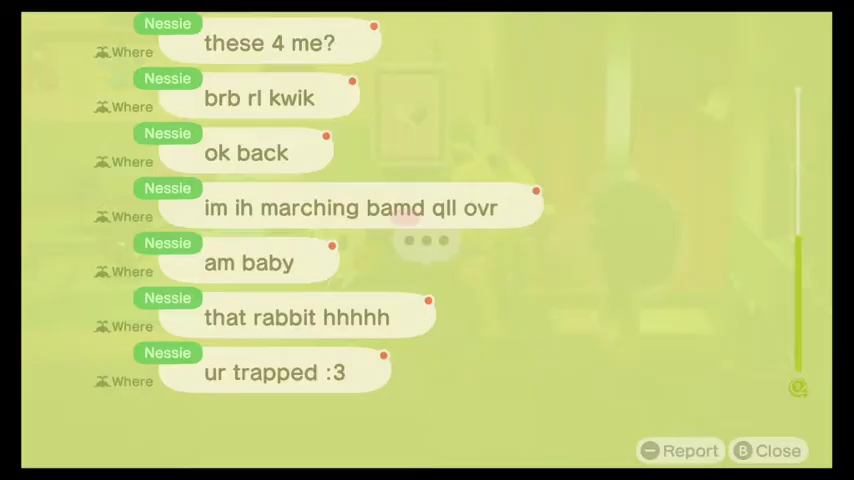 Nessie
these 4 me?
Where
Nessie
brb rl kwik
Where
Nessie
ok back
Where
Nessie
im ih marching bamd qll ovr
Where
Nessie
am baby
Where
Nessie
that rabbit hhhhh
Where
Nessie
ur trapped :3
Where
Report
B Close